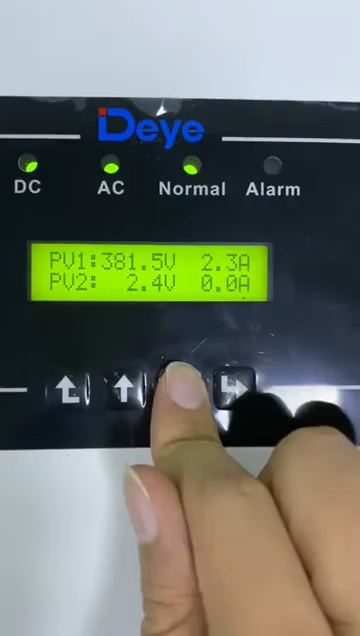 Deye
DC AC Normal Alarm
PV1:381.5V 2.3A
PV2: 2.4V 0.0A